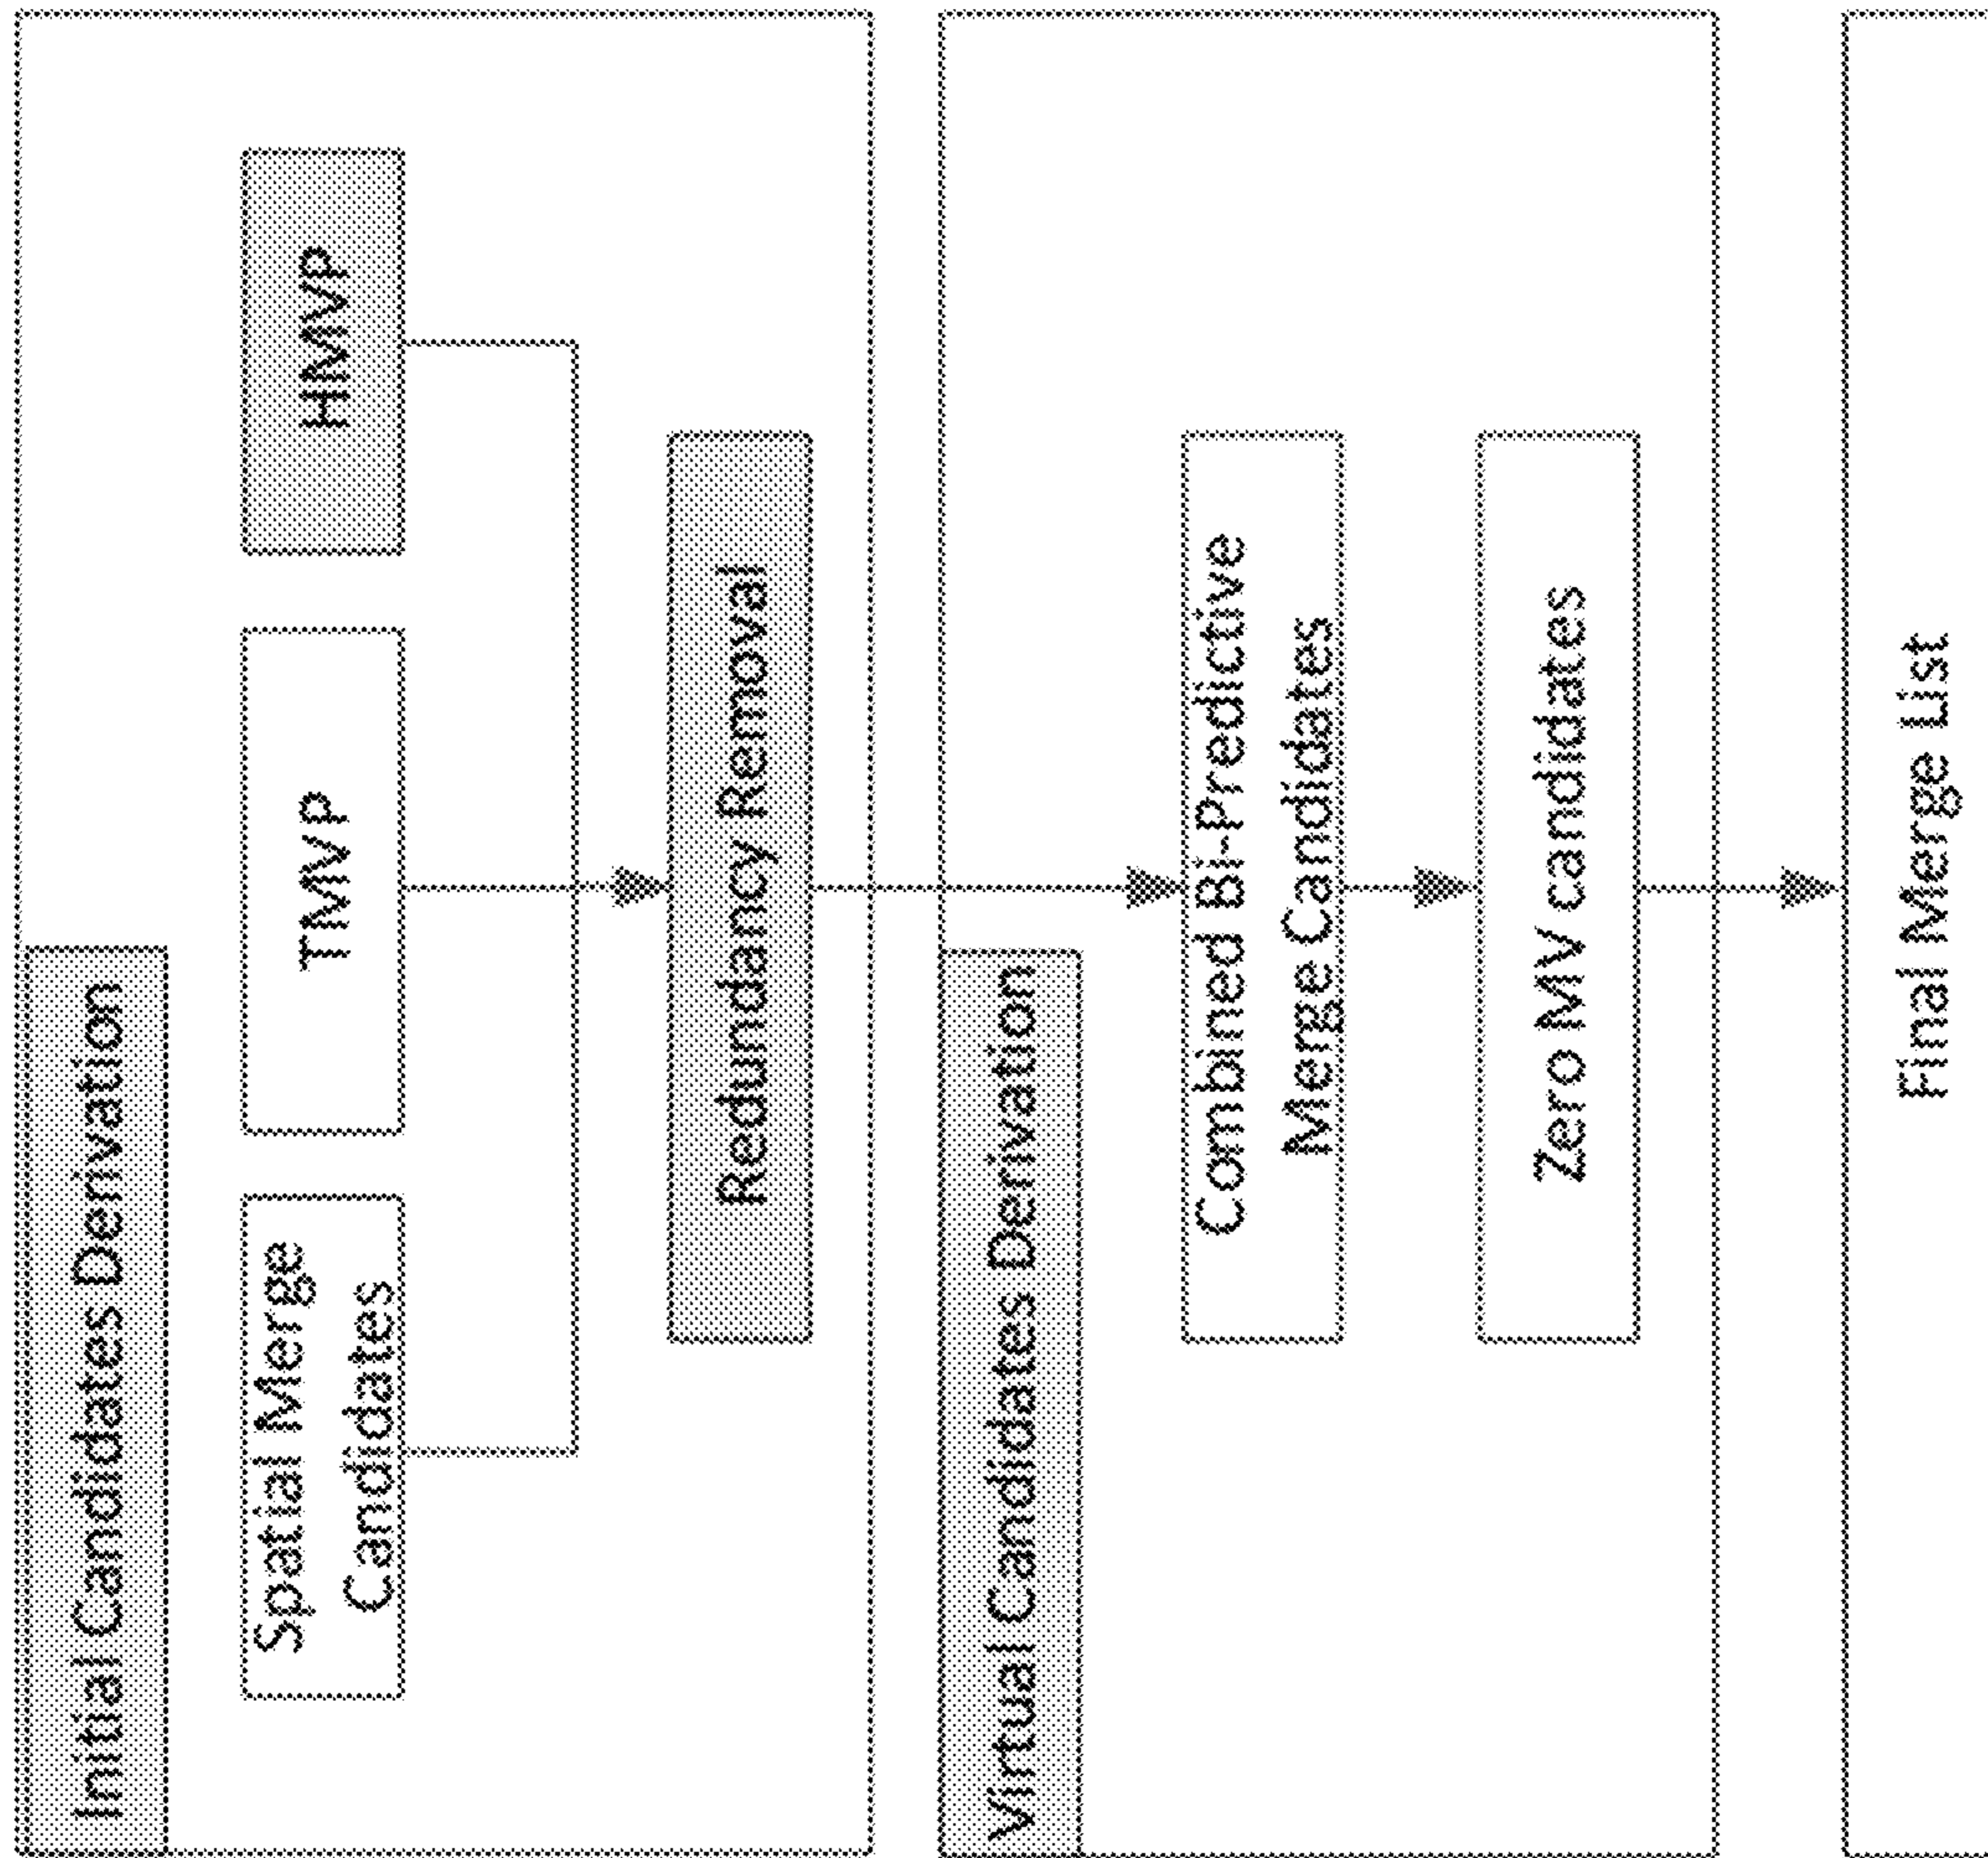 Initial Candidates Derivation
Spatial Merge
Candidates
TMVP
HMVP
Redundancy Removal
Virtual Candidates Derivation
Combined Bi-Predictive
Merge Candidates
Zero MV candidates
Final Merge List